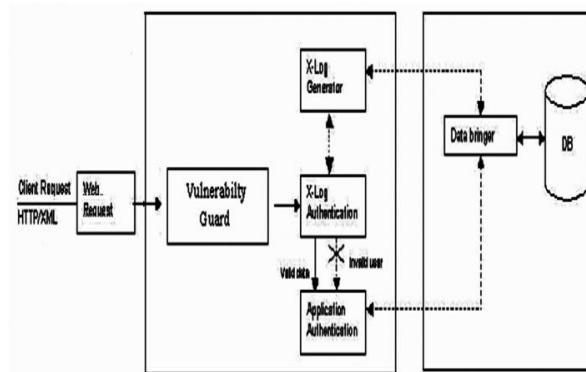 Client Request
HTTP/XML
Web
Request
Vulnerabilty
Guard
X-Log
Generator
X-Log
Authentication
Valid data
Invalid user
Application
Authentication
Data bringer
DB